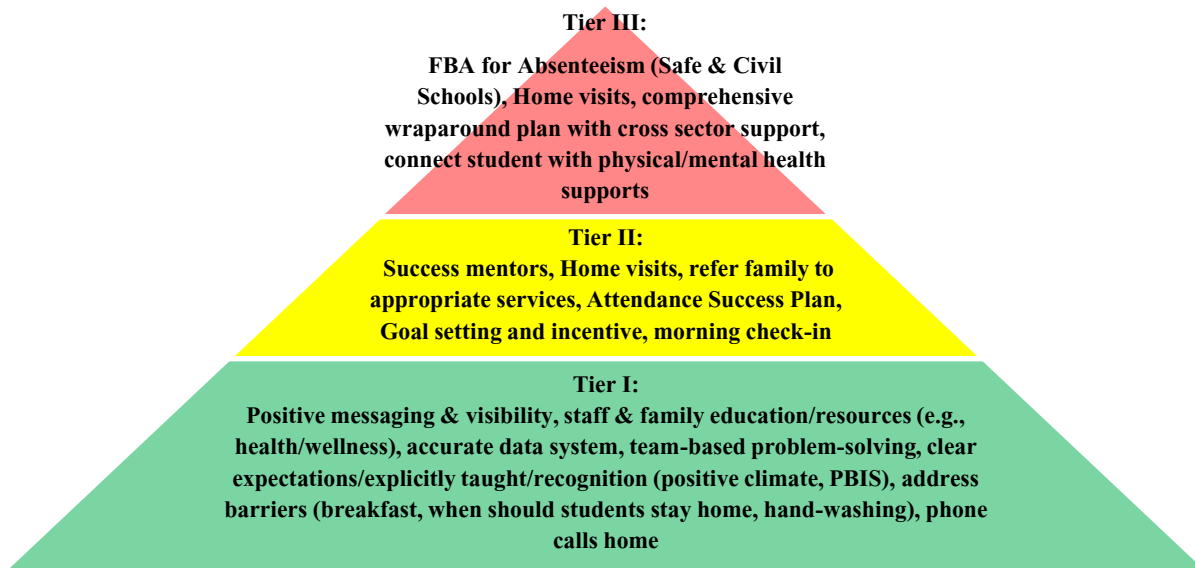 Tier III:
FBA for Absenteeism (Safe & Civil
Schools), Home visits, comprehensive
wraparound plan with cross sector support,
connect student with physical/mental health
supports
Tier II:
Success mentors, Home visits, refer family to
appropriate services, Attendance Success Plan,
Goal setting and incentive, morning check-in
Tier I:
Positive messaging & visibility, staff & family education/resources (e.g.,
health/wellness), accurate data system, team-based problem-solving, clear
expectations/explicitly taught/recognition (positive climate, PBIS), address
barriers (breakfast, when should students stay home, hand-washing), phone
calls home